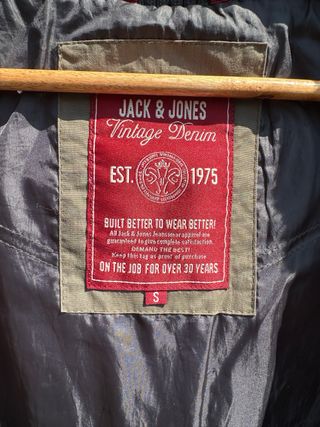 JACK & JONES
Vintage Denim
EST. 1975
BUILT BETTER TO WEAR BETTER!
All Jack & Jones Jeanswear apparel are
guaranteed to give complete satisfaction.
DEMAND THE BEST!
Keep this tag as proof of purchase
ON THE JOB FOR OVER 30 YEARS
S